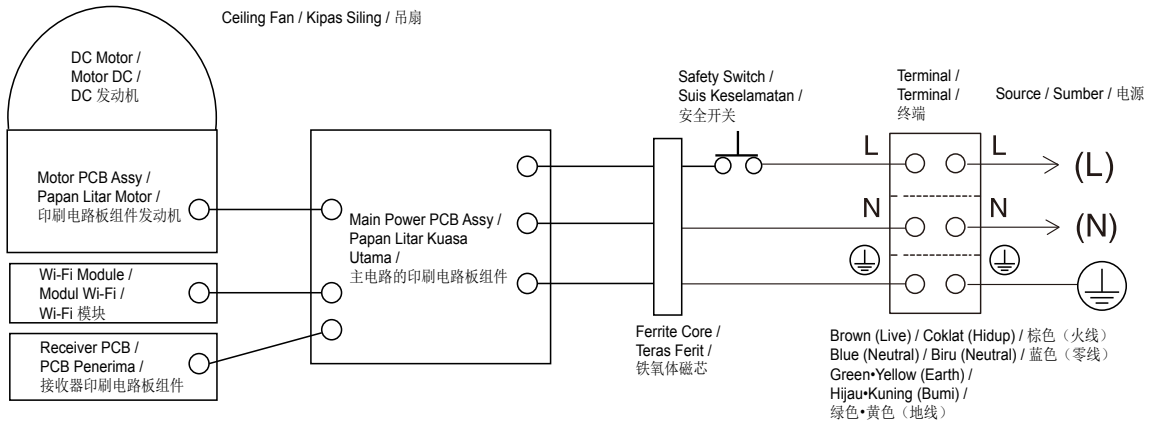 Ceiling Fan / Kipas Siling / 吊扇
DC Motor /
Motor DC /
DC 发动机
Motor PCB Assy /
Papan Litar Motor /
印刷电路板组件发动机
Wi-Fi Module /
Modul Wi-Fi /
Wi-Fi 模块
Receiver PCB /
PCB Penerima /
接收器印刷电路板组件
Main Power PCB Assy /
Papan Litar Kuasa
Utama /
主电路的印刷电路板组件
Ferrite Core /
Teras Ferit /
铁氧体磁芯
Safety Switch /
Suis Keselamatan /
安全开关
Terminal /
Terminal /
终端
Source / Sumber / 电源
L L (L)
N N (N)
Brown (Live) / Coklat (Hidup) / 棕色（火线）
Blue (Neutral) / Biru (Neutral) / 蓝色（零线）
Green•Yellow (Earth) /
Hijau•Kuning (Bumi) /
绿色•黄色（地线）